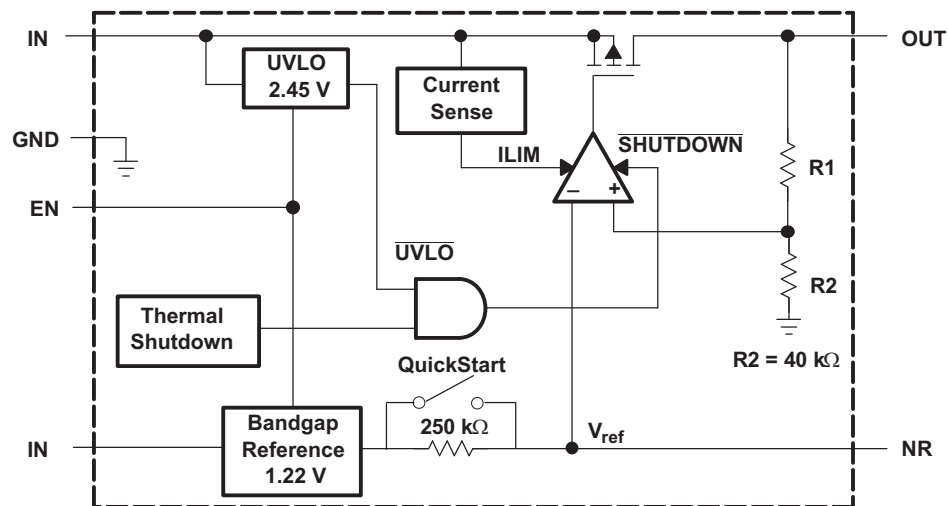 IN
OUT
UVLO
2.45 V
Current
Sense
SHUTDOWN
GND
ILIM
R1
– +
EN
UVLO
R2
Thermal
Shutdown
R2 = 40 kΩ
QuickStart
250 kΩ
Bandgap
Reference
1.22 V
Vref
IN
NR